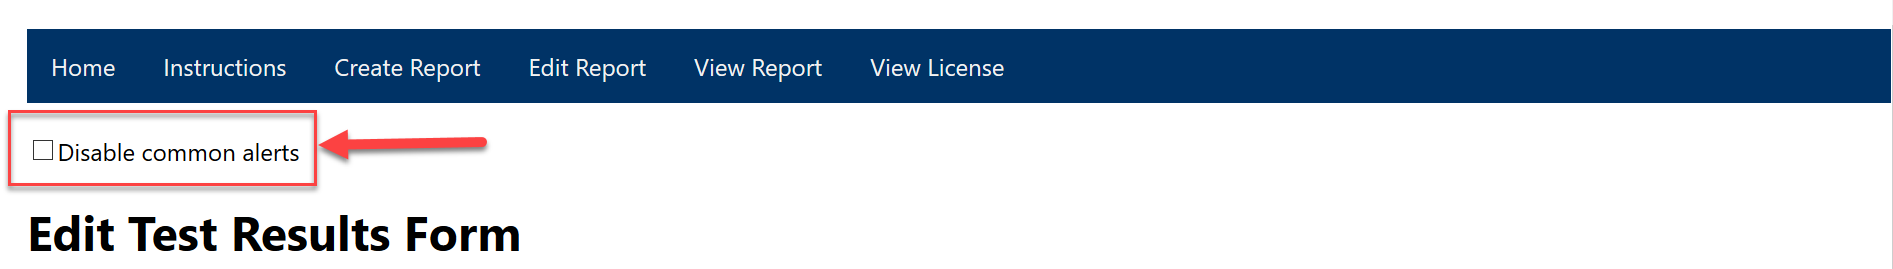 Home Instructions Create Report Edit Report View Report View License
Disable common alerts
Edit Test Results Form